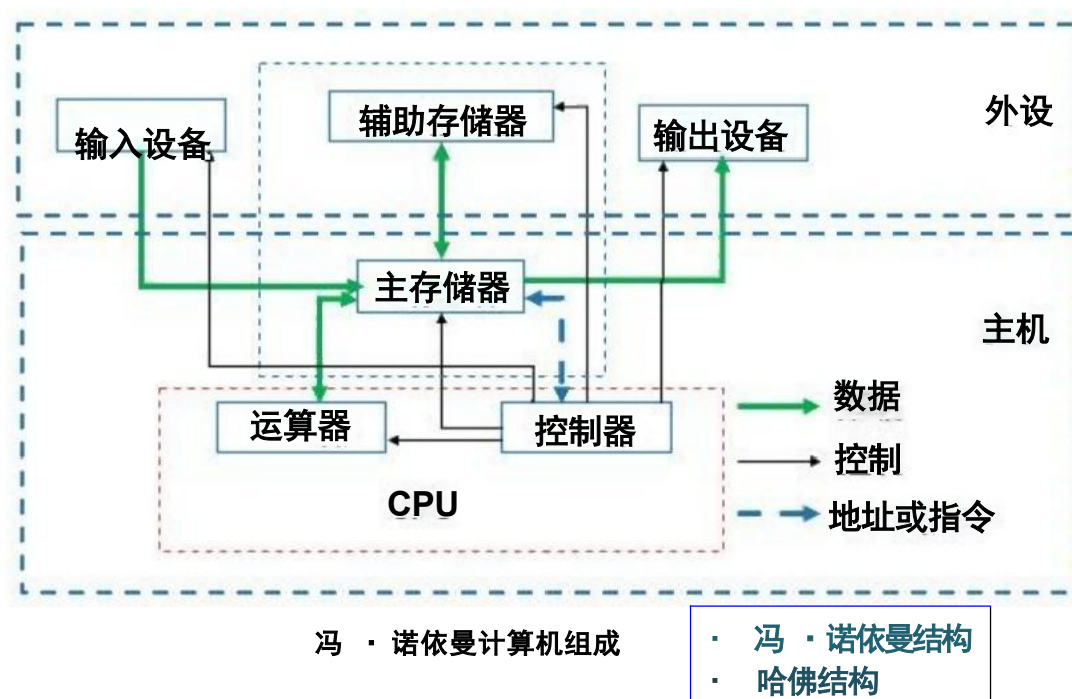 外设
输入设备
辅助存储器
输出设备
主存储器
主机
数据
运算器
控制器
控制
CPU
地址或指令
冯 · 诺依曼计算机组成
· 冯 · 诺依曼结构
· 哈佛结构